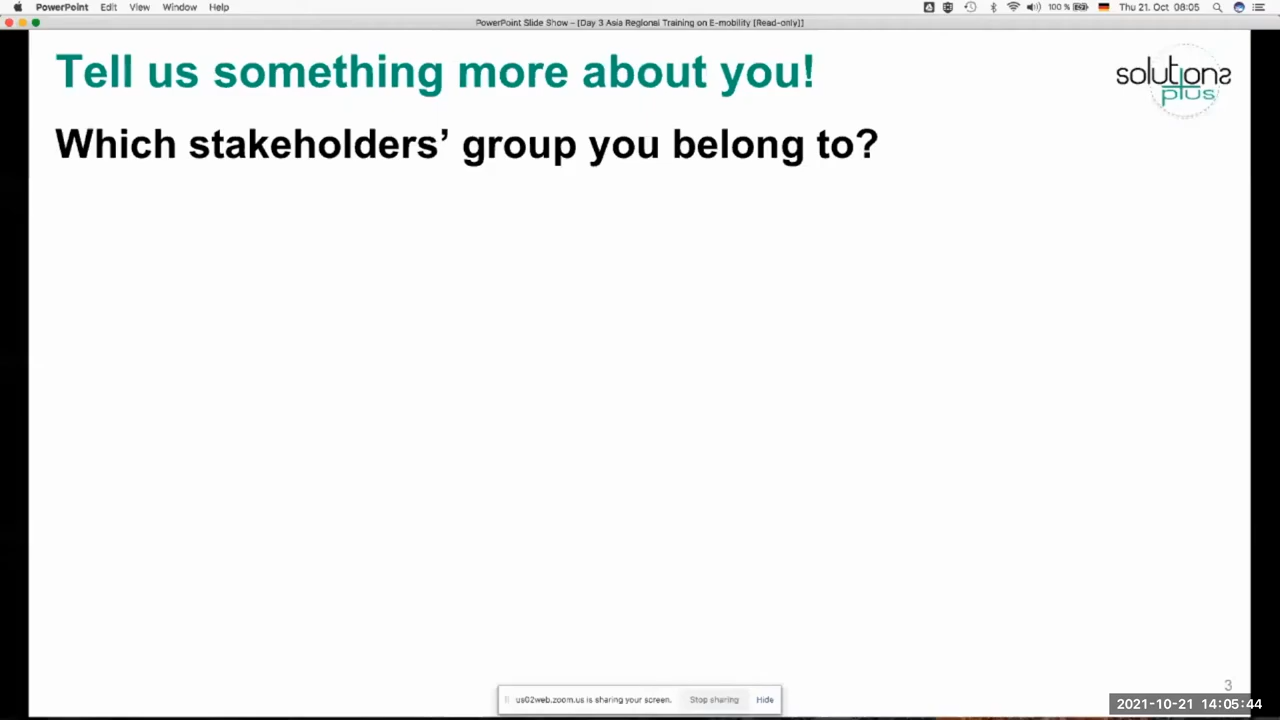 PowerPoint Edit View Window Help 100 % Thu 21. Oct 08:05
PowerPoint Slide Show - [Day 3 Asia Regional Training on E-mobility [Read-only]]
Tell us something more about you!
solutions
plus
Which stakeholders’ group you belong to?
3
us02web.zoom.us is sharing your screen. Stop sharing Hide
2021-10-21 14:05:44